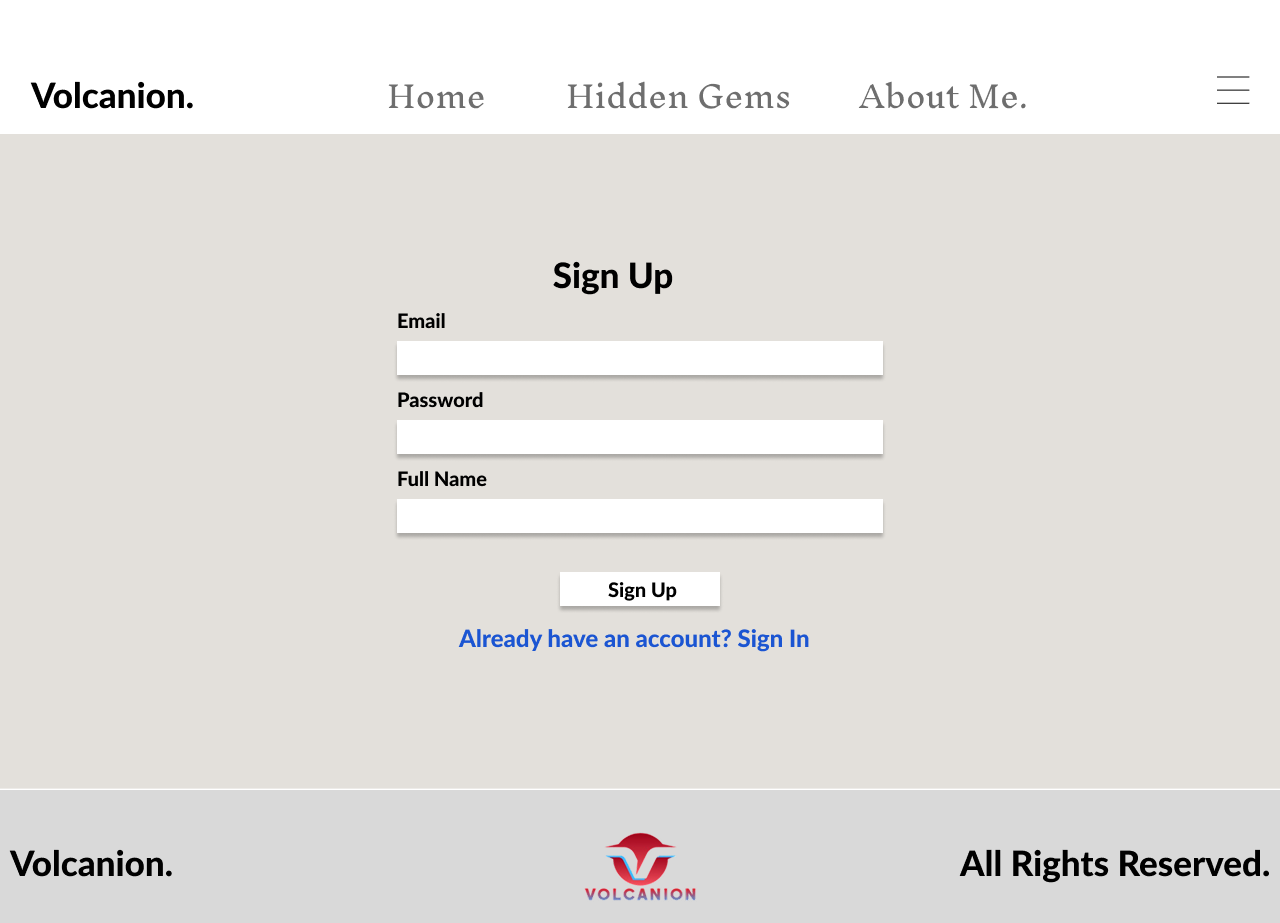 Volcanion. Home Hidden Gems About Me.
Sign Up
Email
Password
Full Name
Sign Up
Already have an account? Sign In
Volcanion. VOLCANION All Rights Reserved.